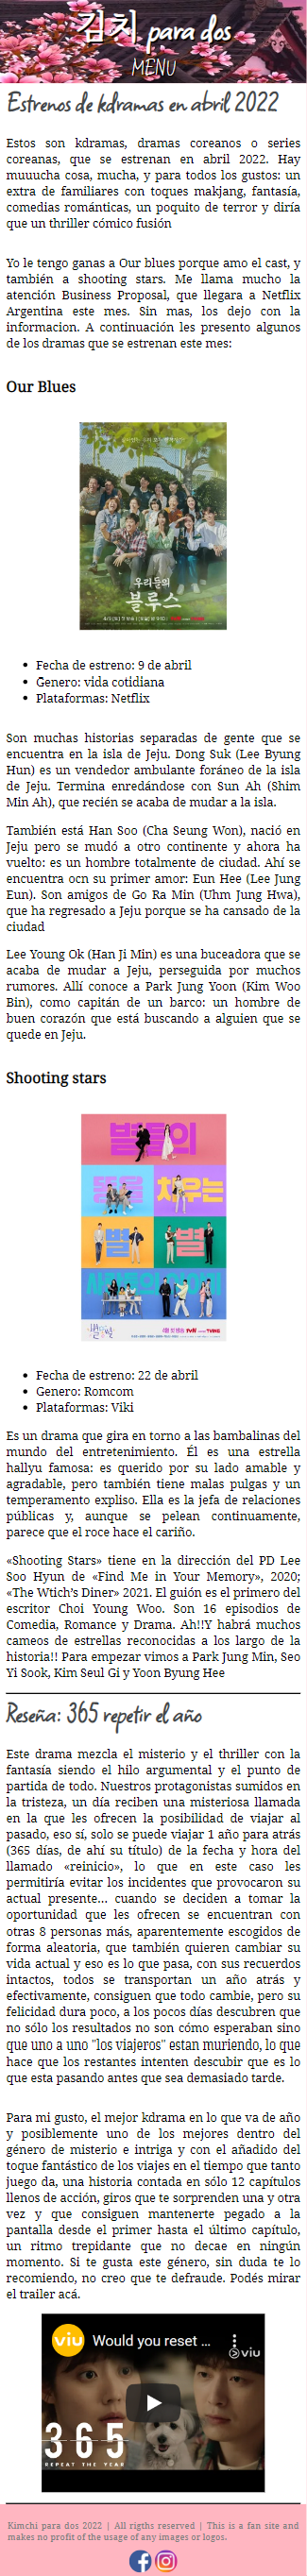 김치 para dos
MENU
Estrenos de kdramas en abril 2022
Estos son kdramas, dramas coreanos o series
coreanas, que se estrenan en abril 2022. Hay
muuucha cosa, mucha, y para todos los gustos: un
extra de familiares con toques makjang, fantasía,
comedias románticas, un poquito de terror y diría
que un thriller cómico fusión
Yo le tengo ganas a Our blues porque amo el cast, y
también a shooting stars. Me llama mucho la
atención Business Proposal, que llegara a Netflix
Argentina este mes. Sin mas, los dejo con la
informacion. A continuación les presento algunos
de los dramas que se estrenan este mes:
Our Blues
우리들의
블루스
• Fecha de estreno: 9 de abril
• Genero: vida cotidiana
• Plataformas: Netflix
Son muchas historias separadas de gente que se
encuentra en la isla de Jeju. Dong Suk (Lee Byung
Hun) es un vendedor ambulante foráneo de la isla
de Jeju. Termina enredándose con Sun Ah (Shim
Min Ah), que recién se acaba de mudar a la isla.
También está Han Soo (Cha Seung Won), nació en
Jeju pero se mudó a otro continente y ahora ha
vuelto: es un hombre totalmente de ciudad. Ahí se
encuentra ocn su primer amor: Eun Hee (Lee Jung
Eun). Son amigos de Go Ra Min (Uhm Jung Hwa),
que ha regresado a Jeju porque se ha cansado de la
ciudad
Lee Young Ok (Han Ji Min) es una buceadora que se
acaba de mudar a Jeju, perseguida por muchos
rumores. Allí conoce a Park Jung Yoon (Kim Woo
Bin), como capitán de un barco: un hombre de
buen corazón que está buscando a alguien que se
quede en Jeju.
Shooting stars
별들의
똥을 채우는
별 별
tvN TVING
• Fecha de estreno: 22 de abril
• Genero: Romcom
• Plataformas: Viki
Es un drama que gira en torno a las bambalinas del
mundo del entretenimiento. Él es una estrella
hallyu famosa: es querido por su lado amable y
agradable, pero también tiene malas pulgas y un
temperamento expliso. Ella es la jefa de relaciones
públicas y, aunque se pelean continuamente,
parece que el roce hace el cariño.
«Shooting Stars» tiene en la dirección del PD Lee
Soo Hyun de «Find Me in Your Memory», 2020;
«The Wtich's Diner» 2021. El guión es el primero del
escritor Choi Young Woo. Son 16 episodios de
Comedia, Romance y Drama. Ah!!Y habrá muchos
cameos de estrellas reconocidas a los largo de la
historia!! Para empezar vimos a Park Jung Min, Seo
Yi Sook, Kim Seul Gi y Yoon Byung Hee
Reseña: 365 repetir el año
Este drama mezcla el misterio y el thriller con la
fantasía siendo el hilo argumental y el punto de
partida de todo. Nuestros protagonistas sumidos en
la tristeza, un día reciben una misteriosa llamada
en la que les ofrecen la posibilidad de viajar al
pasado, eso sí, solo se puede viajar 1 año para atrás
(365 días, de ahí su título) de la fecha y hora del
llamado «reinicio», lo que en este caso les
permitiría evitar los incidentes que provocaron su
actual presente… cuando se deciden a tomar la
oportunidad que les ofrecen se encuentran con
otras 8 personas más, aparentemente escogidos de
forma aleatoria, que también quieren cambiar su
vida actual y eso es lo que pasa, con sus recuerdos
intactos, todos se transportan un año atrás y
efectivamente, consiguen que todo cambie, pero su
felicidad dura poco, a los pocos días descubren que
no sólo los resultados no son cómo esperaban sino
que uno a uno "los viajeros" estan muriendo, lo que
hace que los restantes intenten descubir que es lo
que esta pasando antes que sea demasiado tarde.
Para mi gusto, el mejor kdrama en lo que va de año
y posiblemente uno de los mejores dentro del
género de misterio e intriga y con el añadido del
toque fantástico de los viajes en el tiempo que tanto
juego da, una historia contada en sólo 12 capítulos
llenos de acción, giros que te sorprenden una y otra
vez y que consiguen mantenerte pegado a la
pantalla desde el primer hasta el último capítulo,
un ritmo trepidante que no decae en ningún
momento. Si te gusta este género, sin duda te lo
recomiendo, no creo que te defraude. Podés mirar
el trailer acá.
viu Would you reset ...
viu
365
REPEAT THE YEAR
Kimchi para dos 2022 | All rigths reserved | This is a fan site and
makes no profit of the usage of any images or logos.